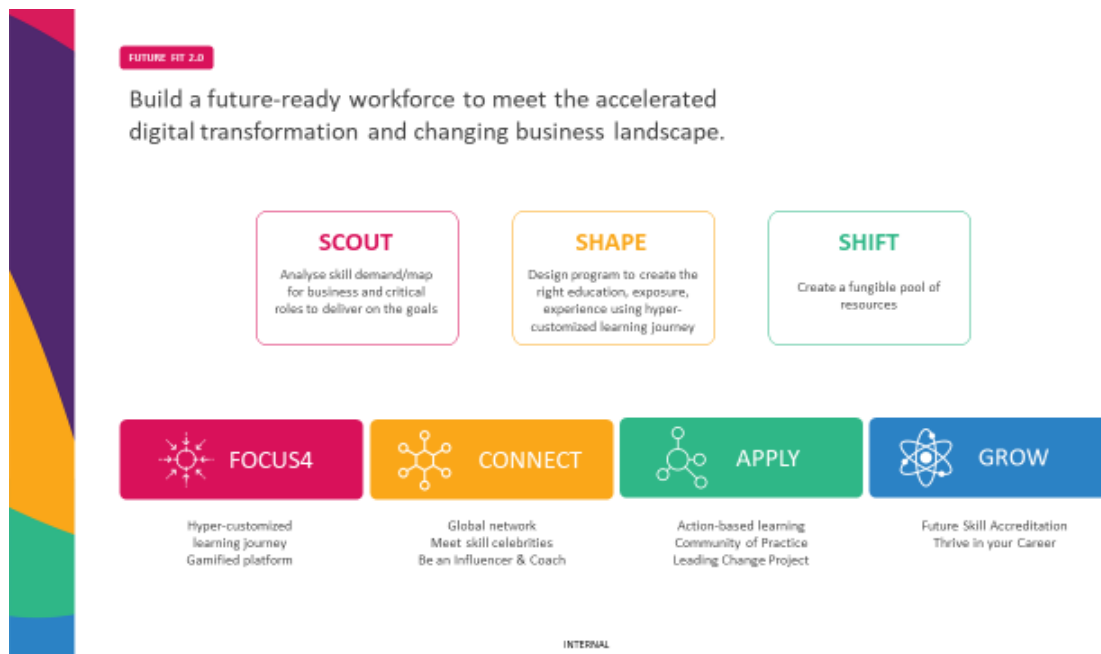 FUTURE FIT 2.0
Build a future-ready workforce to meet the accelerated
digital transformation and changing business landscape.
SCOUT
Analyse skill demand/map
for business and critical
roles to deliver on the goals
SHAPE
Design program to create the
right education, exposure,
experience using hyper-
customized learning journey
SHIFT
Create a fungible pool of
resources
FOCUS4
Hyper-customized
learning journey
Gamified platform
CONNECT
Global network
Meet skill celebrities
Be an Influencer & Coach
APPLY
Action-based learning
Community of Practice
Leading Change Project
GROW
Future Skill Accreditation
Thrive in your Career
INTERNAL